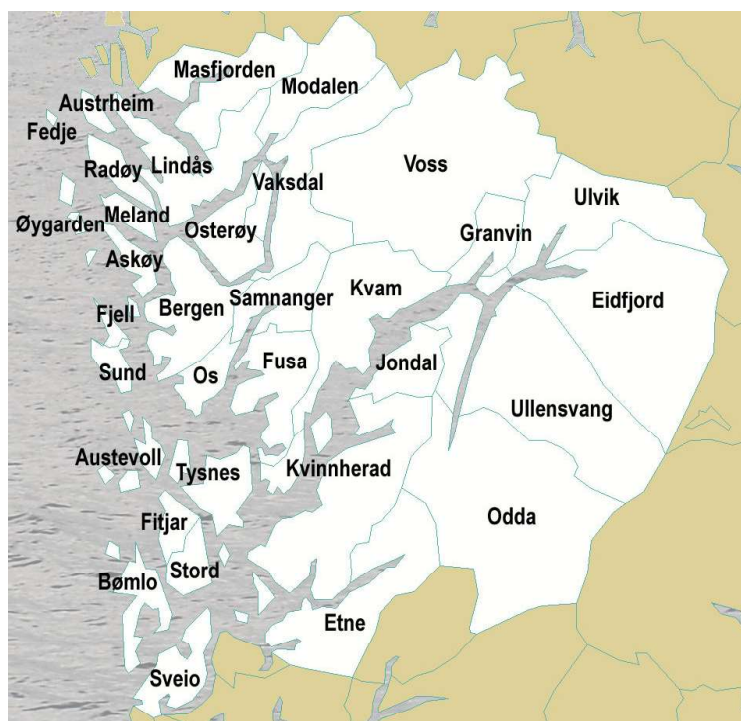 Masfjorden
Modalen
Austrheim
Fedje
Lindås
Radøy
Vaksdal
Voss
Ulvik
Meland
Øygarden
Osterøy
Granvin
Askøy
Samnanger
Kvam
Eidfjord
Fjell
Bergen
Sund
Os
Fusa
Jondal
Ullensvang
Austevoll
Tysnes
Kvinnherad
Fitjar
Odda
Stord
Bømlo
Etne
Sveio